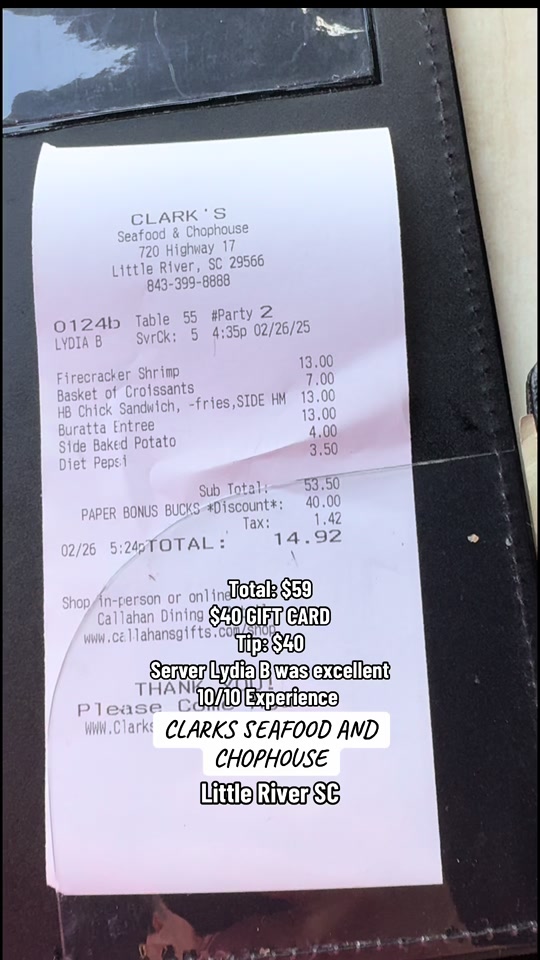 CLARK'S
Seafood & Chophouse
720 Highway 17
Little River, SC 29566
843-399-8888
0124b Table 55 #Party 2
LYDIA B SvrCk: 5 4:35p 02/26/25
Firecracker Shrimp 13.00
Basket of Croissants 7.00
HB Chick Sandwich, -fries,SIDE HM 13.00
Buratta Entree 13.00
Side Baked Potato 4.00
Diet Pepsi 3.50
Sub Total: 53.50
PAPER BONUS BUCKS *Discount*: 40.00
Tax: 1.42
02/26 5:24p TOTAL: 14.92
Shop in-person or online
Callahan Dining
www.callahansgifts.com/shop
THANK YOU!
Please Come
WWW.Clarks
Total: $59
$40 GIFT CARD
Tip: $40
Server Lydia B was excellent
10/10 Experience
CLARKS SEAFOOD AND
CHOPHOUSE
Little River SC